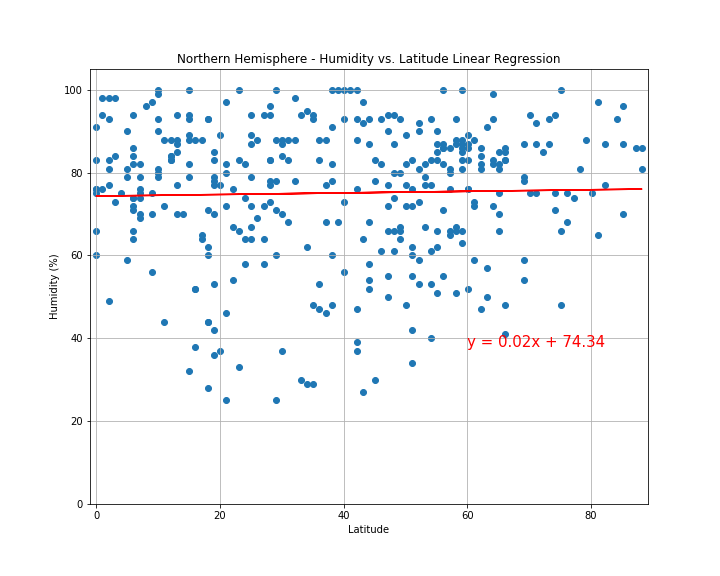 Northern Hemisphere - Humidity vs. Latitude Linear Regression
100
80
60
40
20
0
Humidity (%)
y = 0.02x + 74.34
0 20 40 60 80
Latitude